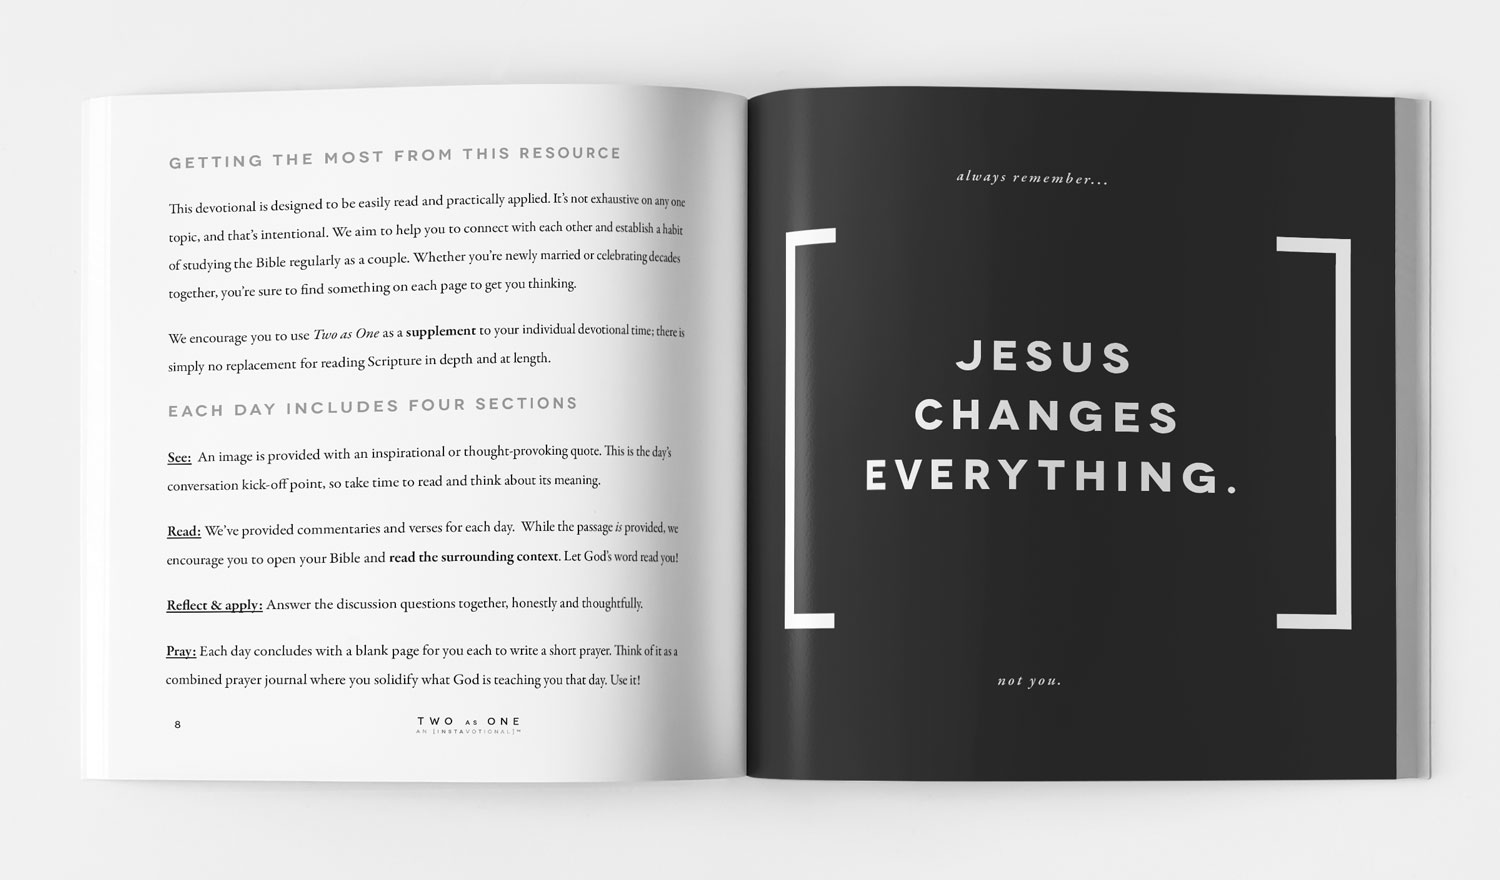 GETTING THE MOST FROM THIS RESOURCE
This devotional is designed to be easily read and practically applied. It's not exhaustive on any one
topic, and that's intentional. We aim to help you to connect with each other and establish a habit
of studying the Bible regularly as a couple. Whether you're newly married or celebrating decades
together, you're sure to find something on each page to get you thinking.
We encourage you to use Two as One as a supplement to your individual devotional time; there is
simply no replacement for reading Scripture in depth and at length.
EACH DAY INCLUDES FOUR SECTIONS
See: An image is provided with an inspirational or thought-provoking quote. This is the day's
conversation kick-off point, so take time to read and think about its meaning.
Read: We've provided commentaries and verses for each day. While the passage is provided, we
encourage you to open your Bible and read the surrounding context. Let God's word read you!
Reflect & apply: Answer the discussion questions together, honestly and thoughtfully.
Pray: Each day concludes with a blank page for you each to write a short prayer. Think of it as a
combined prayer journal where you solidify what God is teaching you that day. Use it!
8
TWO AS ONE
AN [INSTAVOTIONAL]™
always remember...
JESUS
CHANGES
EVERYTHING.
not you.